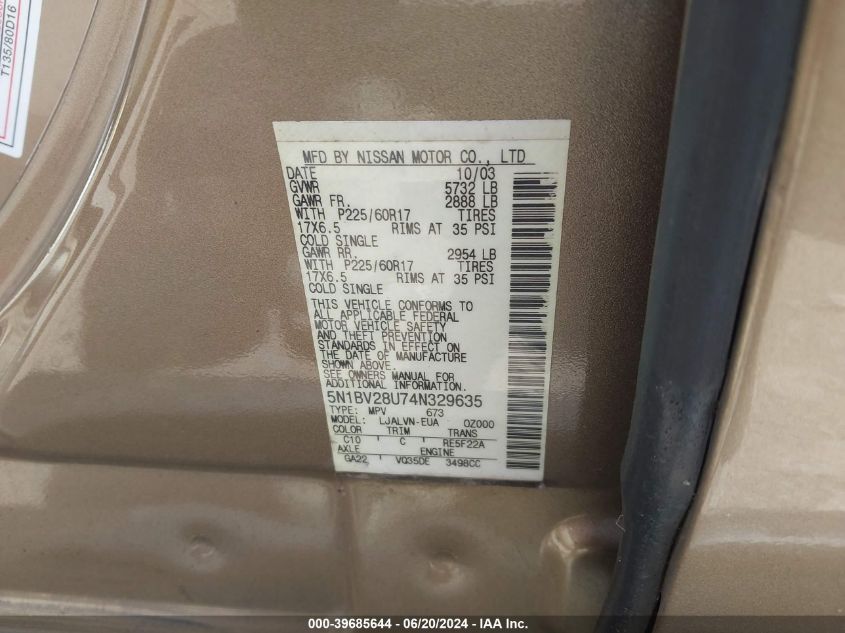 T135/80D16
MFD BY NISSAN MOTOR CO., LTD
DATE 10/03
GVWR 5732 LB
GAWR FR. 2888 LB
WITH P225/60R17 TIRES
17X6.5 RIMS AT 35 PSI
COLD SINGLE
GAWR RR. 2954 LB
WITH P225/60R17 TIRES
17X6.5 RIMS AT 35 PSI
COLD SINGLE
THIS VEHICLE CONFORMS TO
ALL APPLICABLE FEDERAL
MOTOR VEHICLE SAFETY
AND THEFT PREVENTION
STANDARDS IN EFFECT ON
THE DATE OF MANUFACTURE
SHOWN ABOVE.
SEE OWNERS MANUAL FOR
ADDITIONAL INFORMATION
5N1BV28U74N329635
TYPE: MPV 673
MODEL: LJALVN-EUA 0Z000
COLOR TRIM TRANS
C10 C RE5F22A
AXLE ENGINE
GA22 VQ35DE 3498CC
000-39685644 - 06/20/2024 - IAA Inc.